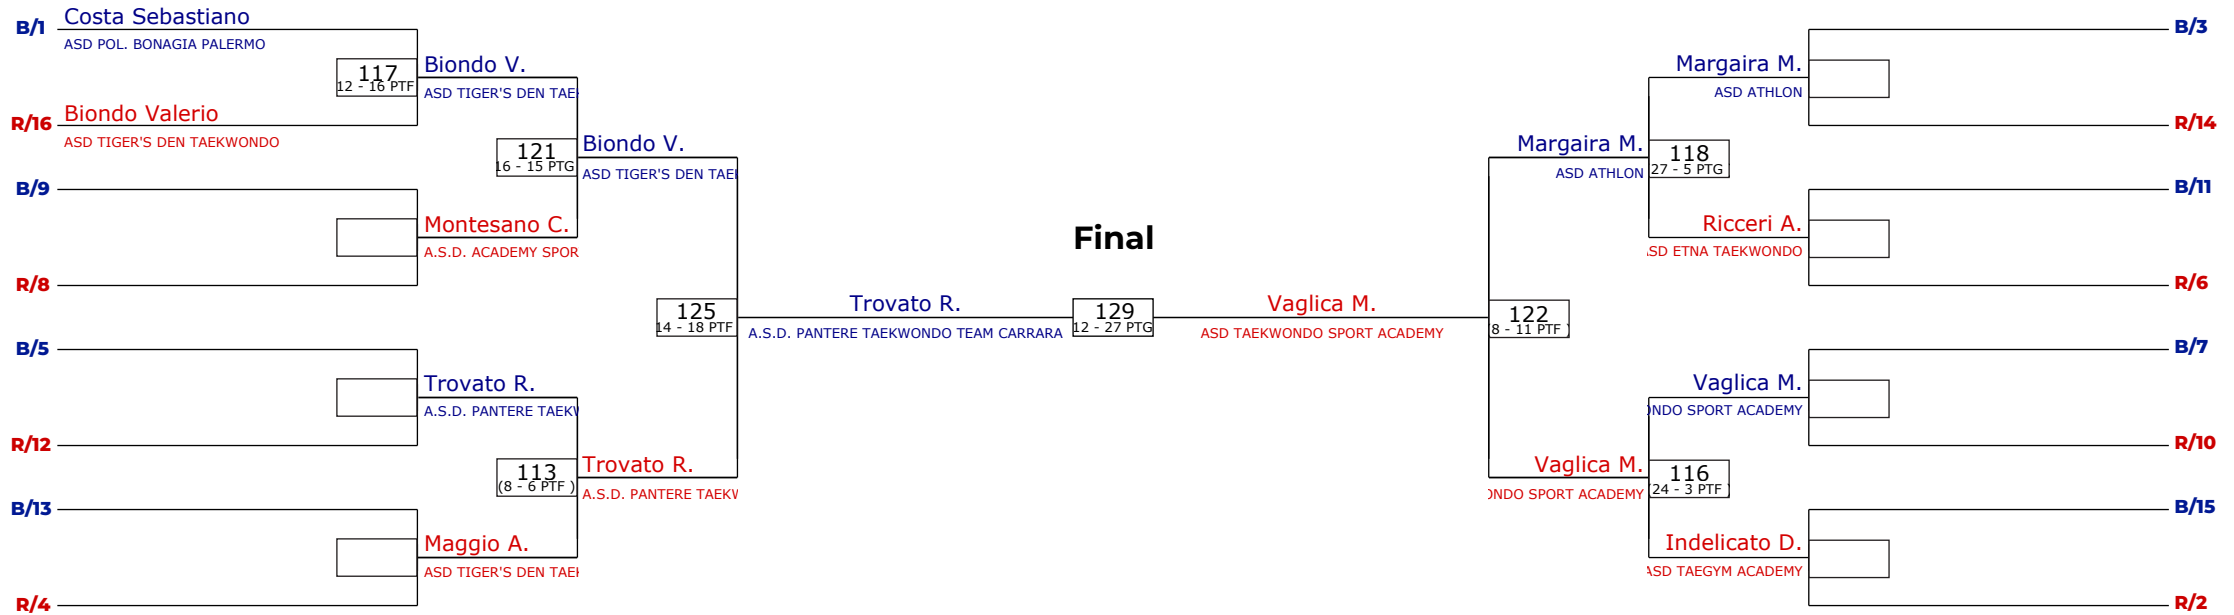 B/1
Costa Sebastiano
ASD POL. BONAGIA PALERMO
117
12 - 16 PTF
Biondo V.
ASD TIGER'S DEN TAE
R/16
Biondo Valerio
ASD TIGER'S DEN TAEKWONDO
121
16 - 15 PTG
Biondo V.
ASD TIGER'S DEN TAE
B/9
Montesano C.
A.S.D. ACADEMY SPOR
R/8
125
14 - 18 PTF
B/5
Trovato R.
A.S.D. PANTERE TAEKW
R/12
113
(8 - 6 PTF )
Trovato R.
A.S.D. PANTERE TAEKW
B/13
Maggio A.
ASD TIGER'S DEN TAE
R/4
Final
Trovato R.
A.S.D. PANTERE TAEKWONDO TEAM CARRARA
129
12 - 27 PTG
Vaglica M.
ASD TAEKWONDO SPORT ACADEMY
122
(8 - 11 PTF )
B/3
Margaira M.
ASD ATHLON
R/14
Margaira M.
ASD ATHLON
118
27 - 5 PTG
B/11
Ricceri A.
ASD ETNA TAEKWONDO
R/6
B/7
Vaglica M.
ONDO SPORT ACADEMY
R/10
Vaglica M.
ONDO SPORT ACADEMY
116
(24 - 3 PTF )
B/15
Indelicato D.
ASD TAEGYM ACADEMY
R/2